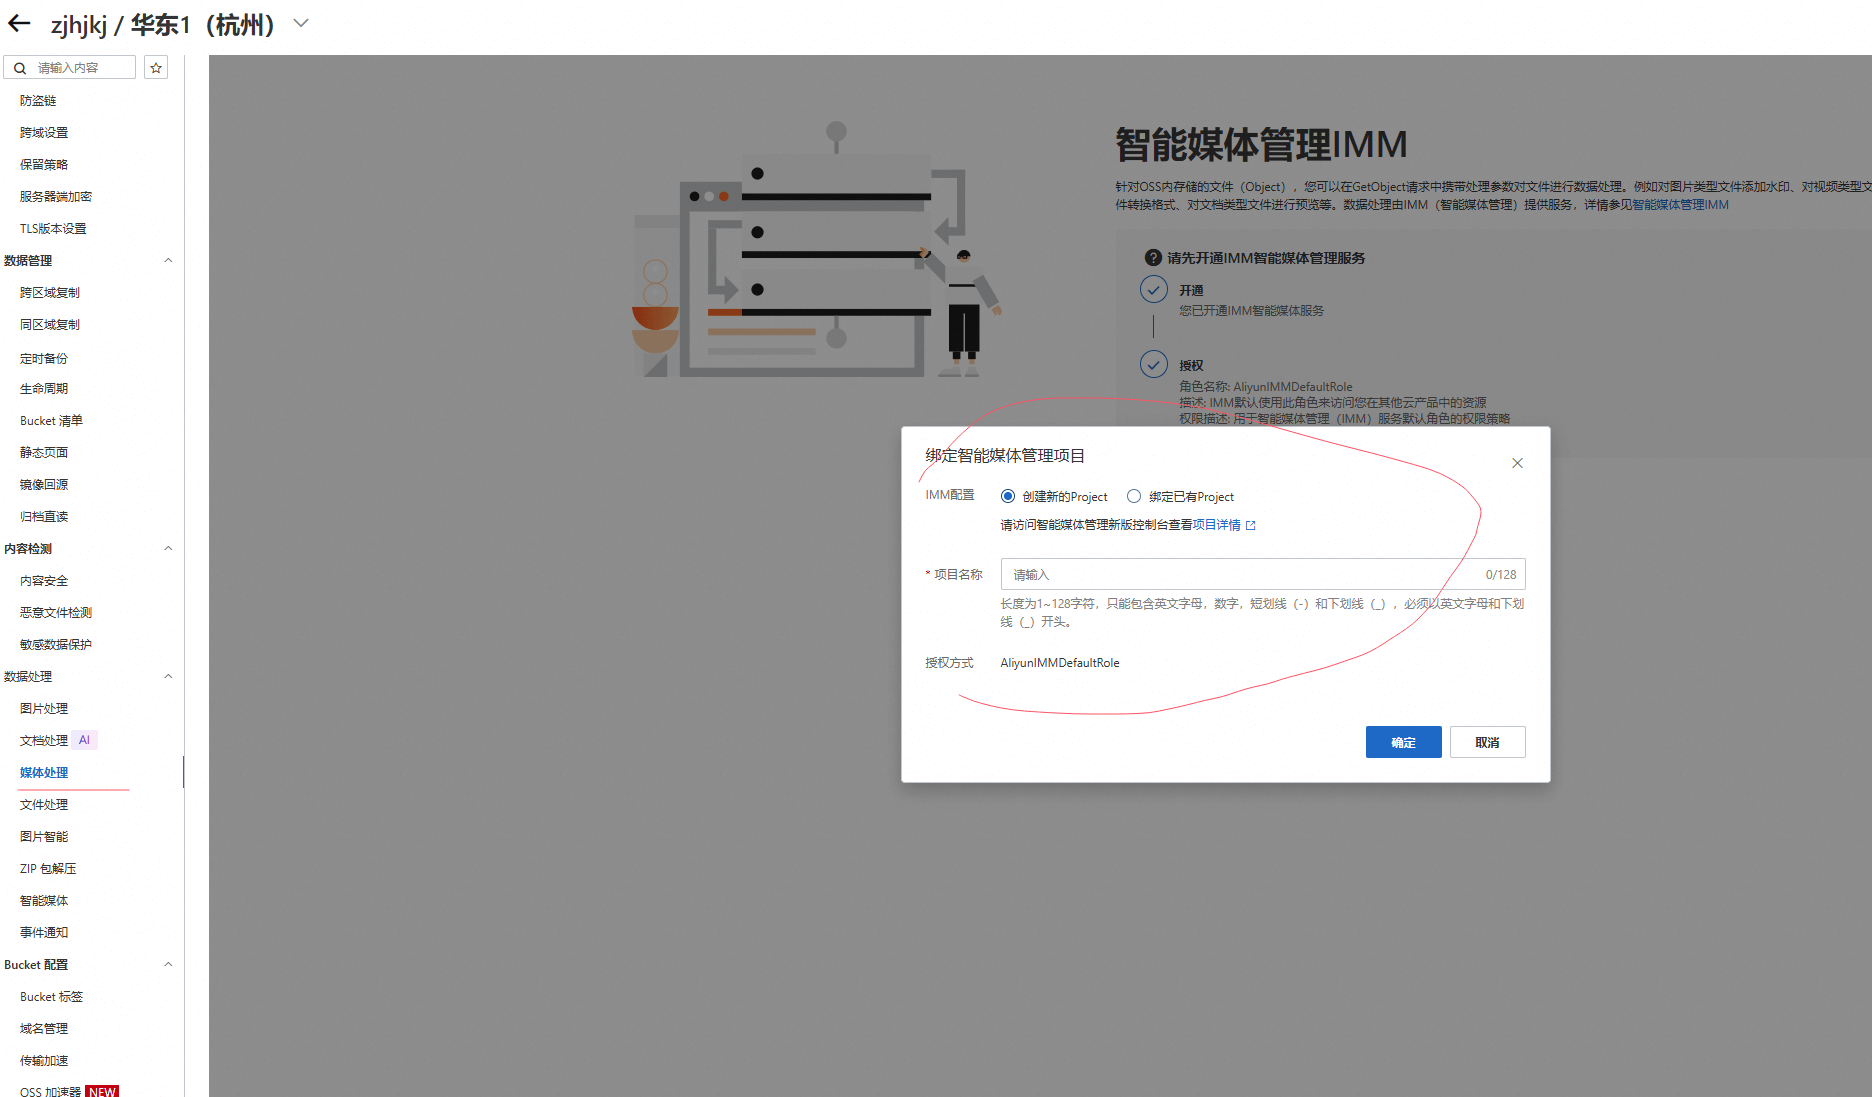 zjhjkj / 华东1（杭州）
请输入内容
防盗链
跨域设置
保留策略
服务器端加密
TLS版本设置
数据管理
跨区域复制
同区域复制
定时备份
生命周期
Bucket 清单
静态页面
镜像回源
归档直读
内容检测
内容安全
恶意文件检测
敏感数据保护
数据处理
图片处理
文档处理 AI
媒体处理
文件处理
图片智能
ZIP 包解压
智能媒体
事件通知
Bucket 配置
Bucket 标签
域名管理
传输加速
OSS 加速器 NEW
智能媒体管理IMM
针对OSS内存储的文件（Object），您可以在GetObject请求中携带处理参数对文件进行数据处理。例如对图片类型文件添加水印、对视频类型文
件转换格式、对文档类型文件进行预览等。数据处理由IMM（智能媒体管理）提供服务，详情参见智能媒体管理IMM
请先开通IMM智能媒体管理服务
开通
您已开通IMM智能媒体服务
授权
角色名称: AliyunIMMDefaultRole
描述: IMM默认使用此角色来访问您在其他云产品中的资源
权限描述: 用于智能媒体管理（IMM）服务默认角色的权限策略
绑定智能媒体管理项目
IMM配置 创建新的Project 绑定已有Project
请访问智能媒体管理新版控制台查看项目详情
* 项目名称 请输入 0/128
长度为1~128字符，只能包含英文字母，数字，短划线（-）和下划线（_），必须以英文字母和下划
线（_）开头。
授权方式 AliyunIMMDefaultRole
确定 取消